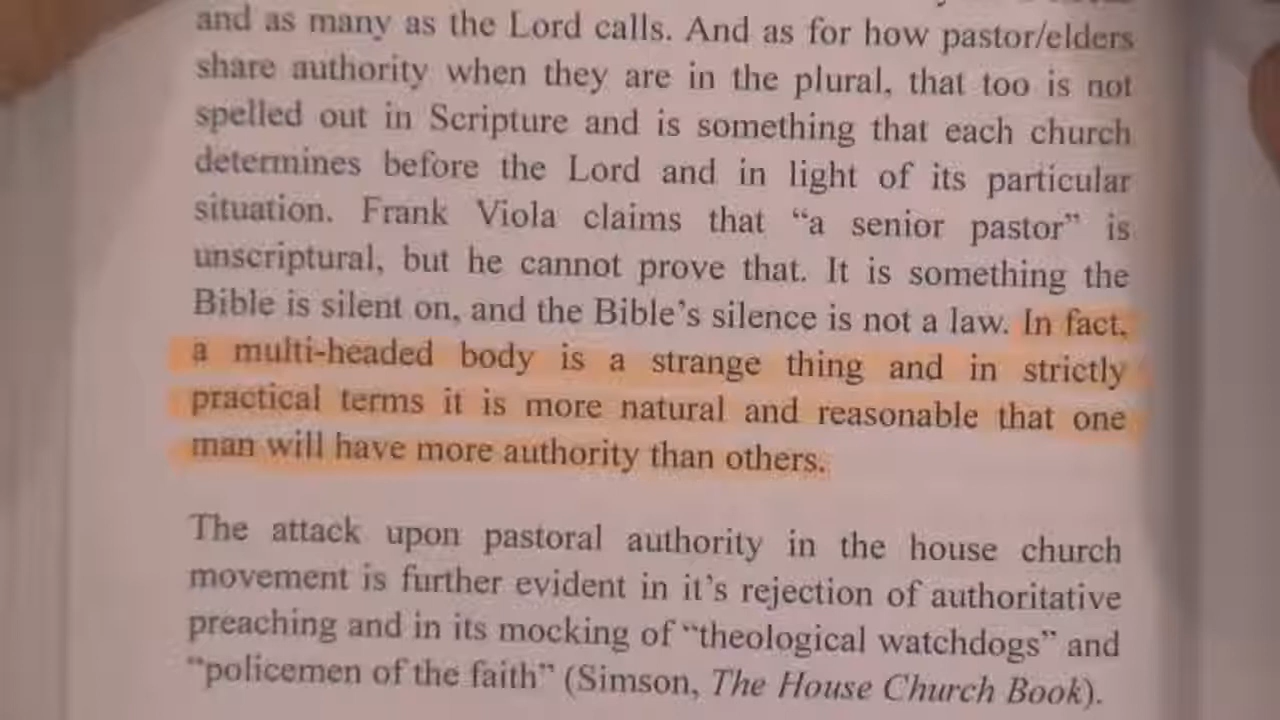 and as many as the Lord calls. And as for how pastor/elders
share authority when they are in the plural, that too is not
spelled out in Scripture and is something that each church
determines before the Lord and in light of its particular
situation. Frank Viola claims that “a senior pastor” is
unscriptural, but he cannot prove that. It is something the
Bible is silent on, and the Bible’s silence is not a law. In fact,
a multi-headed body is a strange thing and in strictly
practical terms it is more natural and reasonable that one
man will have more authority than others.
The attack upon pastoral authority in the house church
movement is further evident in it’s rejection of authoritative
preaching and in its mocking of “theological watchdogs” and
“policemen of the faith” (Simson, The House Church Book).